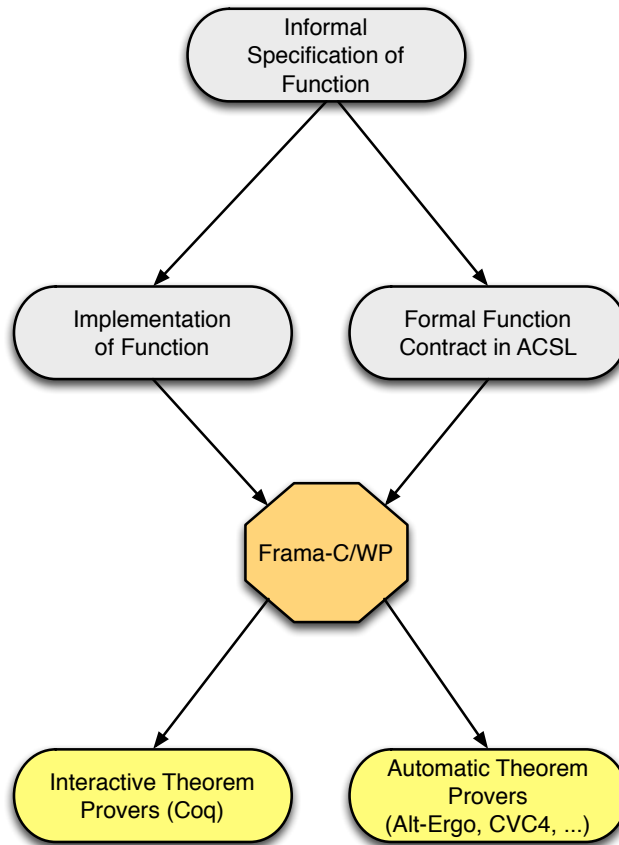 Informal
Specification of
Function
Implementation
of Function
Formal Function
Contract in ACSL
Frama-C/WP
Interactive Theorem
Provers (Coq)
Automatic Theorem
Provers
(Alt-Ergo, CVC4, ...)